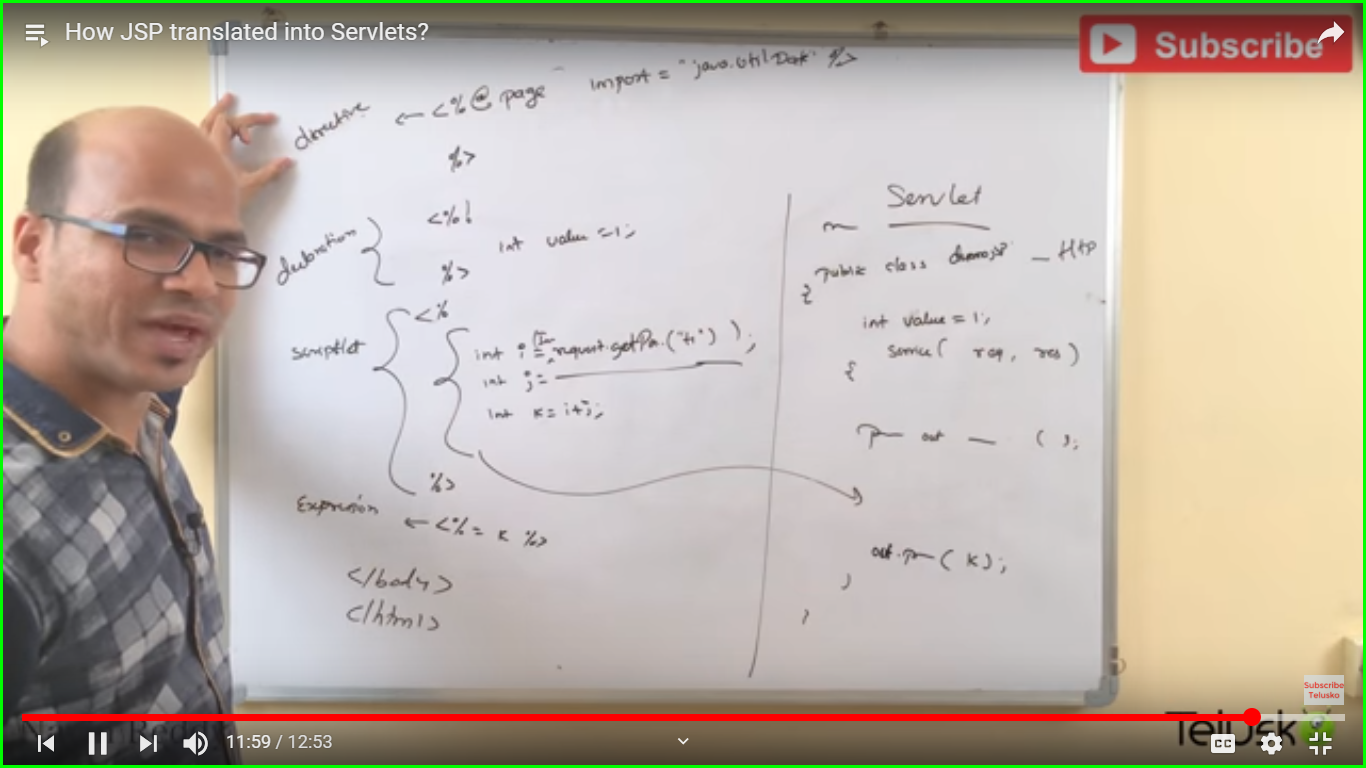 How JSP translated into Servlets?
Subscribe
directive ← <%@ page import = "java.util.Date" %>
%>
declaration
<%!
int value =1;
%>
scriptlet
<%
int i = request.getPa.("t1") );
int j =
int k= i+j;
%>
Expression ← <%= k %>
</body>
</html>
Servlet
public class demojsp — Http
{
int value = 1;
service( req, res)
{
out — ( );
out.p ( k);
}
}
Subscribe
Telusko
Telusko
11:59 / 12:53
CC